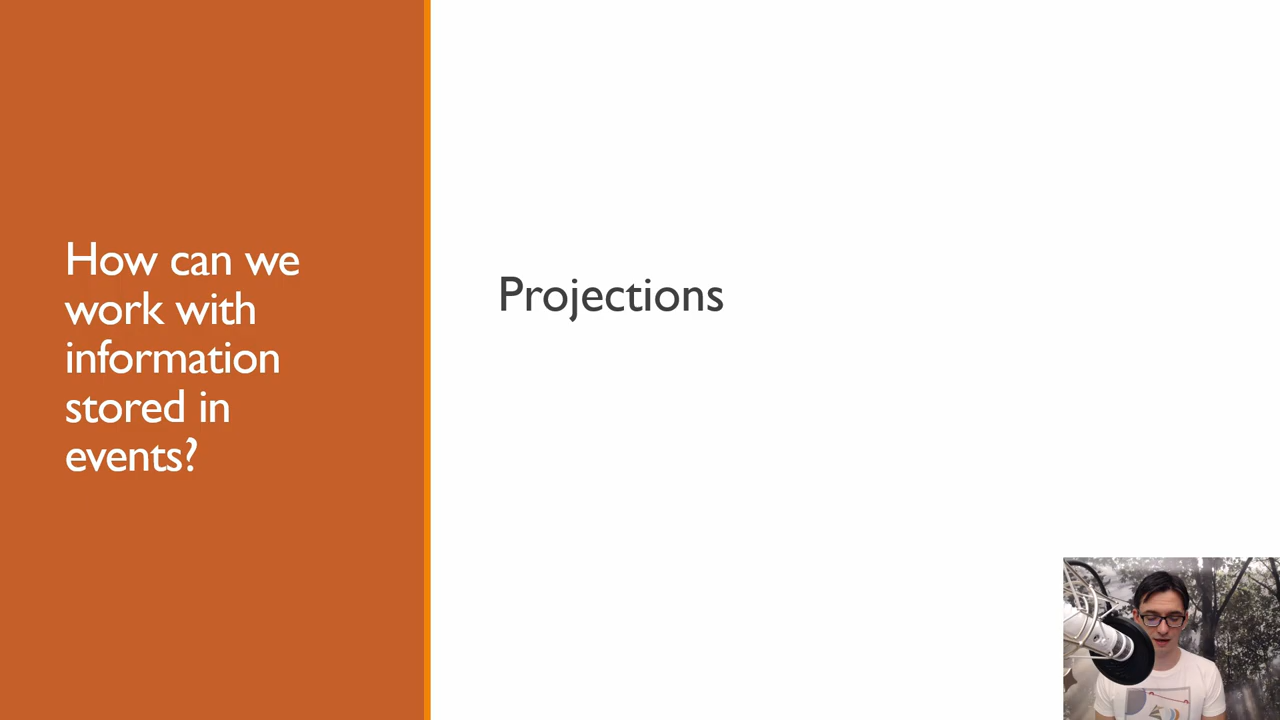 How can we
work with
information
stored in
events?
Projections